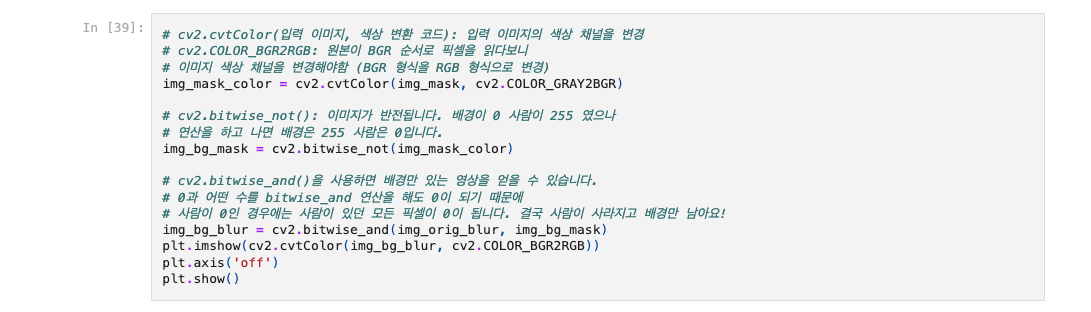 In [39]:
# cv2.cvtColor(입력 이미지, 색상 변환 코드): 입력 이미지의 색상 채널을 변경
# cv2.COLOR_BGR2RGB: 원본이 BGR 순서로 픽셀을 읽다보니
# 이미지 색상 채널을 변경해야함 (BGR 형식을 RGB 형식으로 변경)
img_mask_color = cv2.cvtColor(img_mask, cv2.COLOR_GRAY2BGR)

# cv2.bitwise_not(): 이미지가 반전됩니다. 배경이 0 사람이 255 였으나
# 연산을 하고 나면 배경은 255 사람은 0입니다.
img_bg_mask = cv2.bitwise_not(img_mask_color)

# cv2.bitwise_and()을 사용하면 배경만 있는 영상을 얻을 수 있습니다.
# 0과 어떤 수를 bitwise_and 연산을 해도 0이 되기 때문에
# 사람이 0인 경우에는 사람이 있던 모든 픽셀이 0이 됩니다. 결국 사람이 사라지고 배경만 남아요!
img_bg_blur = cv2.bitwise_and(img_orig_blur, img_bg_mask)
plt.imshow(cv2.cvtColor(img_bg_blur, cv2.COLOR_BGR2RGB))
plt.axis('off')
plt.show()